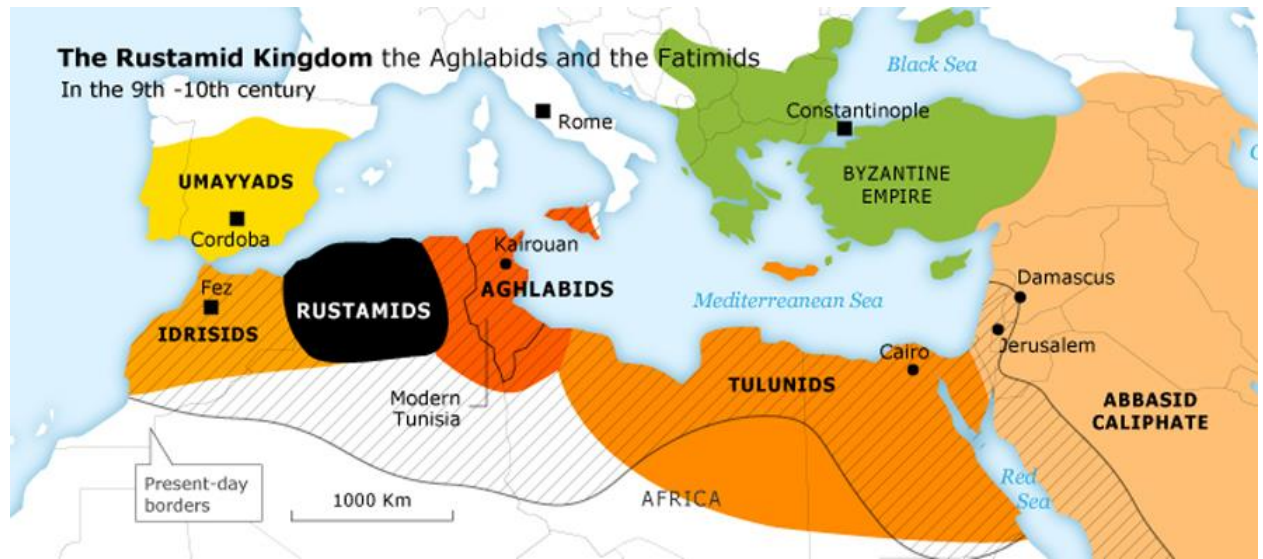 The Rustamid Kingdom the Aghlabids and the Fatimids
In the 9th -10th century
Black Sea
Rome
Constantinople
UMAYYADS
BYZANTINE
EMPIRE
Cordoba
Kairouan
Fez
AGHLABIDS
Damascus
Mediterreanean Sea
RUSTAMIDS
IDRISIDS
Jerusalem
Cairo
TULUNIDS
Modern
Tunisia
ABBASID
CALIPHATE
Present-day
borders
1000 Km
AFRICA
Red
Sea